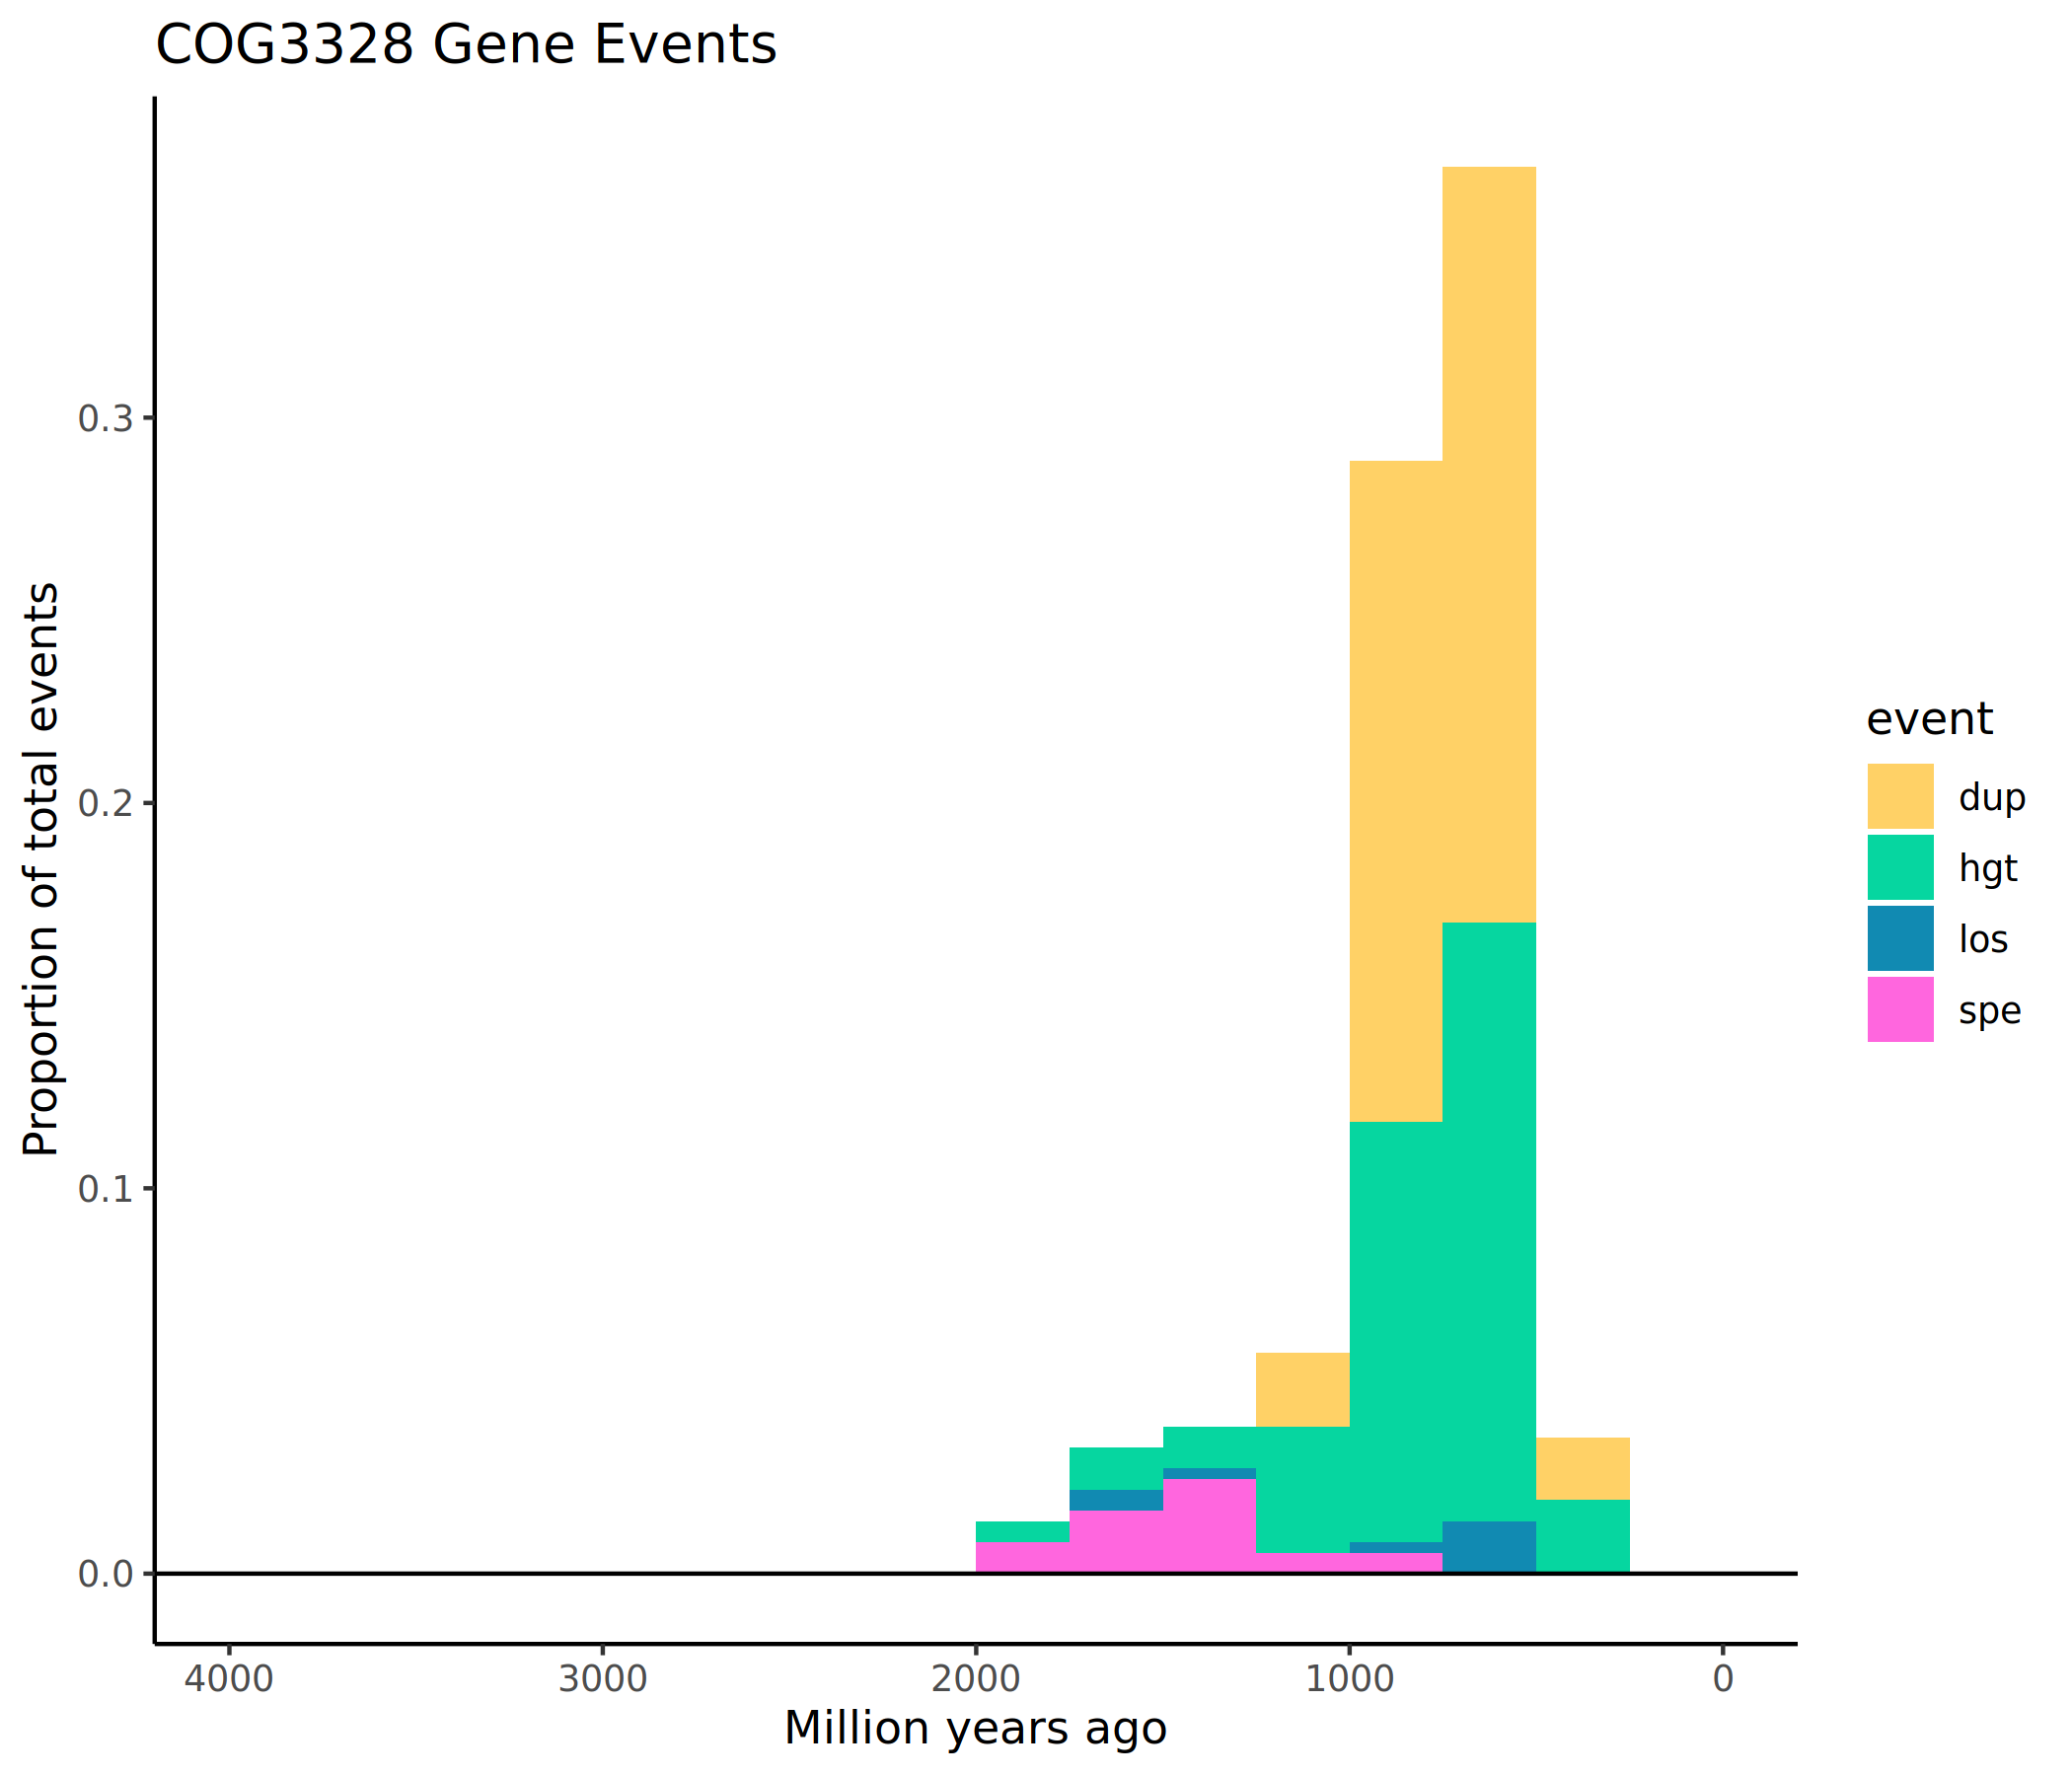 COG3328 Gene Events
Proportion of total events
0.3
0.2
0.1
0.0
4000
3000
2000
1000
0
Million years ago
event
dup
hgt
los
spe